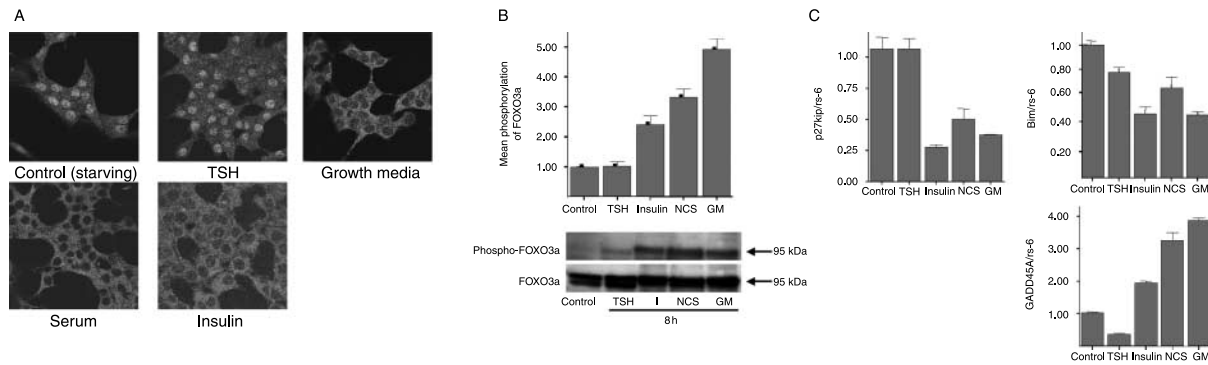 A
Control (starving)
TSH
Growth media
Serum
Insulin
B
Mean phosphorylation
of FOXO3a
5.00
4.00
3.00
2.00
1.00
Control
TSH
Insulin
NCS
GM
Phospho-FOXO3a
95 kDa
FOXO3a
95 kDa
Control
TSH
I
NCS
GM
8 h
C
p27kip/rs-6
1.00
0.75
0.50
0.25
0.00
Control
TSH
Insulin
NCS
GM
Bim/rs-6
1.00
0.80
0.60
0.40
0.20
Control
TSH
Insulin
NCS
GM
GADD45A/rs-6
4.00
3.00
2.00
1.00
Control
TSH
Insulin
NCS
GM